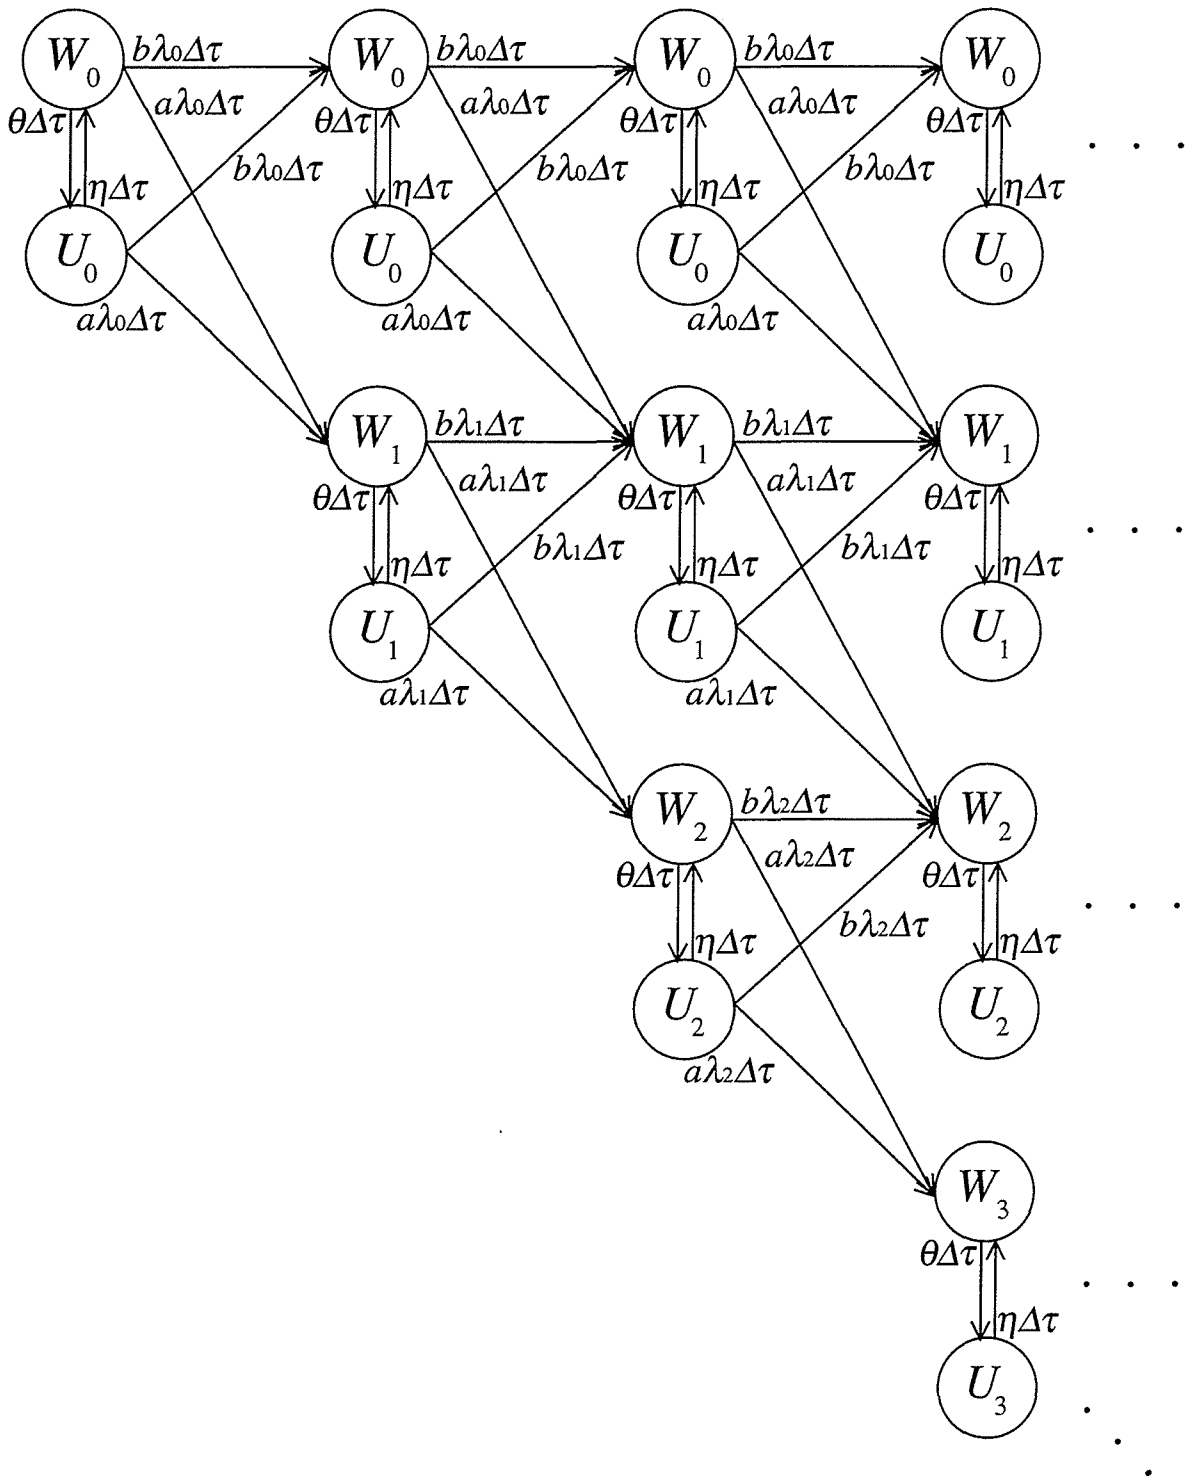 W₀ bλ₀Δτ W₀ bλ₀Δτ W₀ bλ₀Δτ W₀
θΔτ aλ₀Δτ θΔτ aλ₀Δτ θΔτ aλ₀Δτ θΔτ
. . .
ηΔτ bλ₀Δτ ηΔτ bλ₀Δτ ηΔτ bλ₀Δτ ηΔτ
U₀ U₀ U₀ U₀
aλ₀Δτ aλ₀Δτ aλ₀Δτ
W₁ bλ₁Δτ W₁ bλ₁Δτ W₁
θΔτ aλ₁Δτ θΔτ aλ₁Δτ θΔτ
. . .
ηΔτ bλ₁Δτ ηΔτ bλ₁Δτ ηΔτ
U₁ U₁ U₁
aλ₁Δτ aλ₁Δτ
W₂ bλ₂Δτ W₂
θΔτ aλ₂Δτ θΔτ
. . .
ηΔτ bλ₂Δτ ηΔτ
U₂ U₂
aλ₂Δτ
W₃
θΔτ
. . .
ηΔτ
U₃
.
.
.